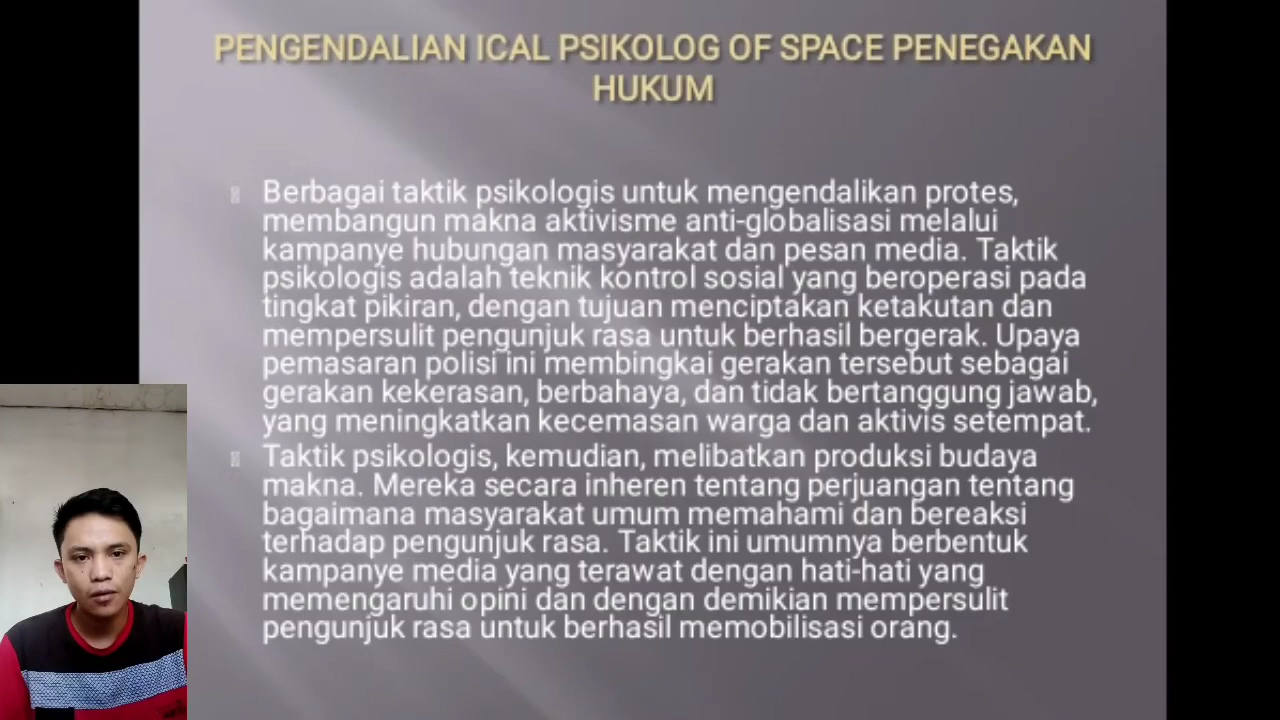 PENGENDALIAN ICAL PSIKOLOG OF SPACE PENEGAKAN
HUKUM
Berbagai taktik psikologis untuk mengendalikan protes,
membangun makna aktivisme anti-globalisasi melalui
kampanye hubungan masyarakat dan pesan media. Taktik
psikologis adalah teknik kontrol sosial yang beroperasi pada
tingkat pikiran, dengan tujuan menciptakan ketakutan dan
mempersulit pengunjuk rasa untuk berhasil bergerak. Upaya
pemasaran polisi ini membingkai gerakan tersebut sebagai
gerakan kekerasan, berbahaya, dan tidak bertanggung jawab,
yang meningkatkan kecemasan warga dan aktivis setempat.
Taktik psikologis, kemudian, melibatkan produksi budaya
makna. Mereka secara inheren tentang perjuangan tentang
bagaimana masyarakat umum memahami dan bereaksi
terhadap pengunjuk rasa. Taktik ini umumnya berbentuk
kampanye media yang terawat dengan hati-hati yang
memengaruhi opini dan dengan demikian mempersulit
pengunjuk rasa untuk berhasil memobilisasi orang.